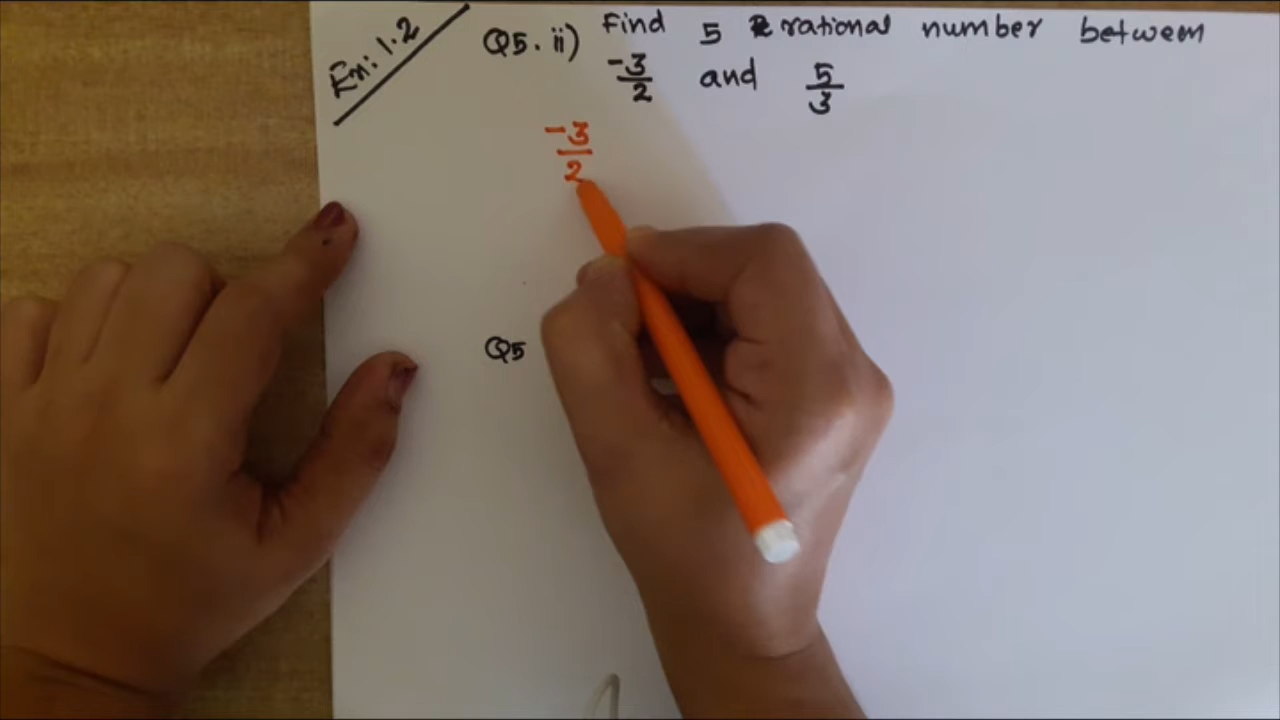 Ex: 1.2
Q5. ii) Find 5 rational number between
-3/2 and 5/3
-3/2
Q5